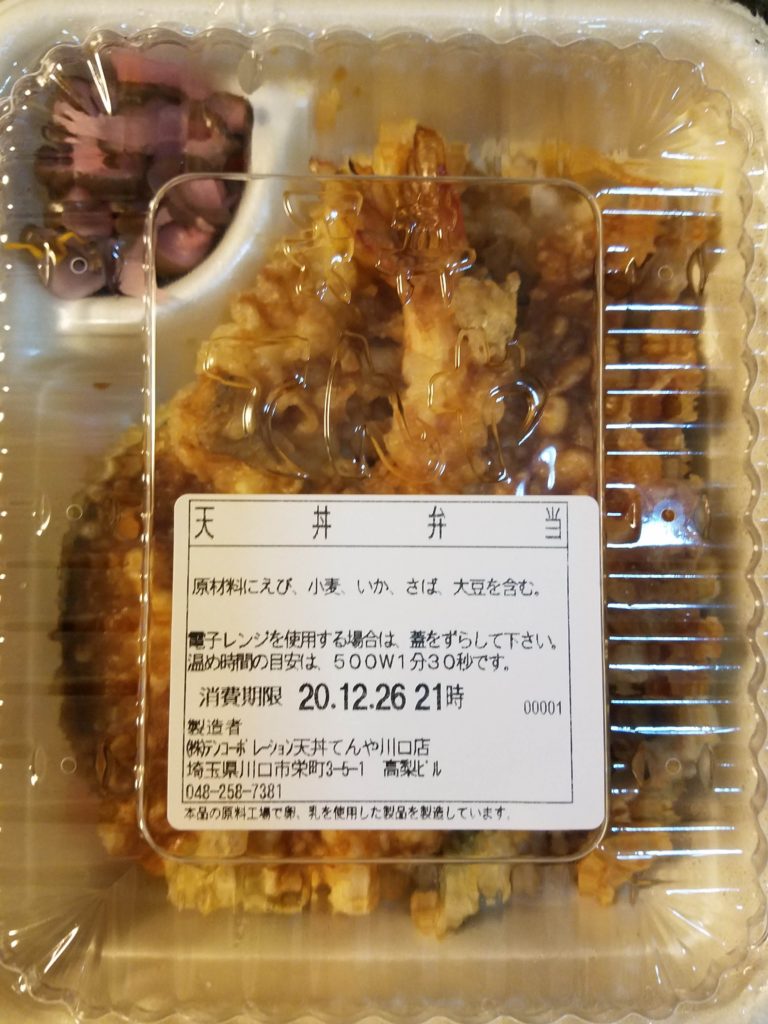 天丼弁当
原材料にえび、小麦、いか、さば、大豆を含む。
電子レンジを使用する場合は、蓋をずらして下さい。
温め時間の目安は、500W1分30秒です。
消費期限 20.12.26 21時 00001
製造者
㈱テンコーポレーション天丼てんや川口店
埼玉県川口市栄町3-5-1 高梨ビル
048-258-7381
本品の原料工場で卵、乳を使用した製品を製造しています。